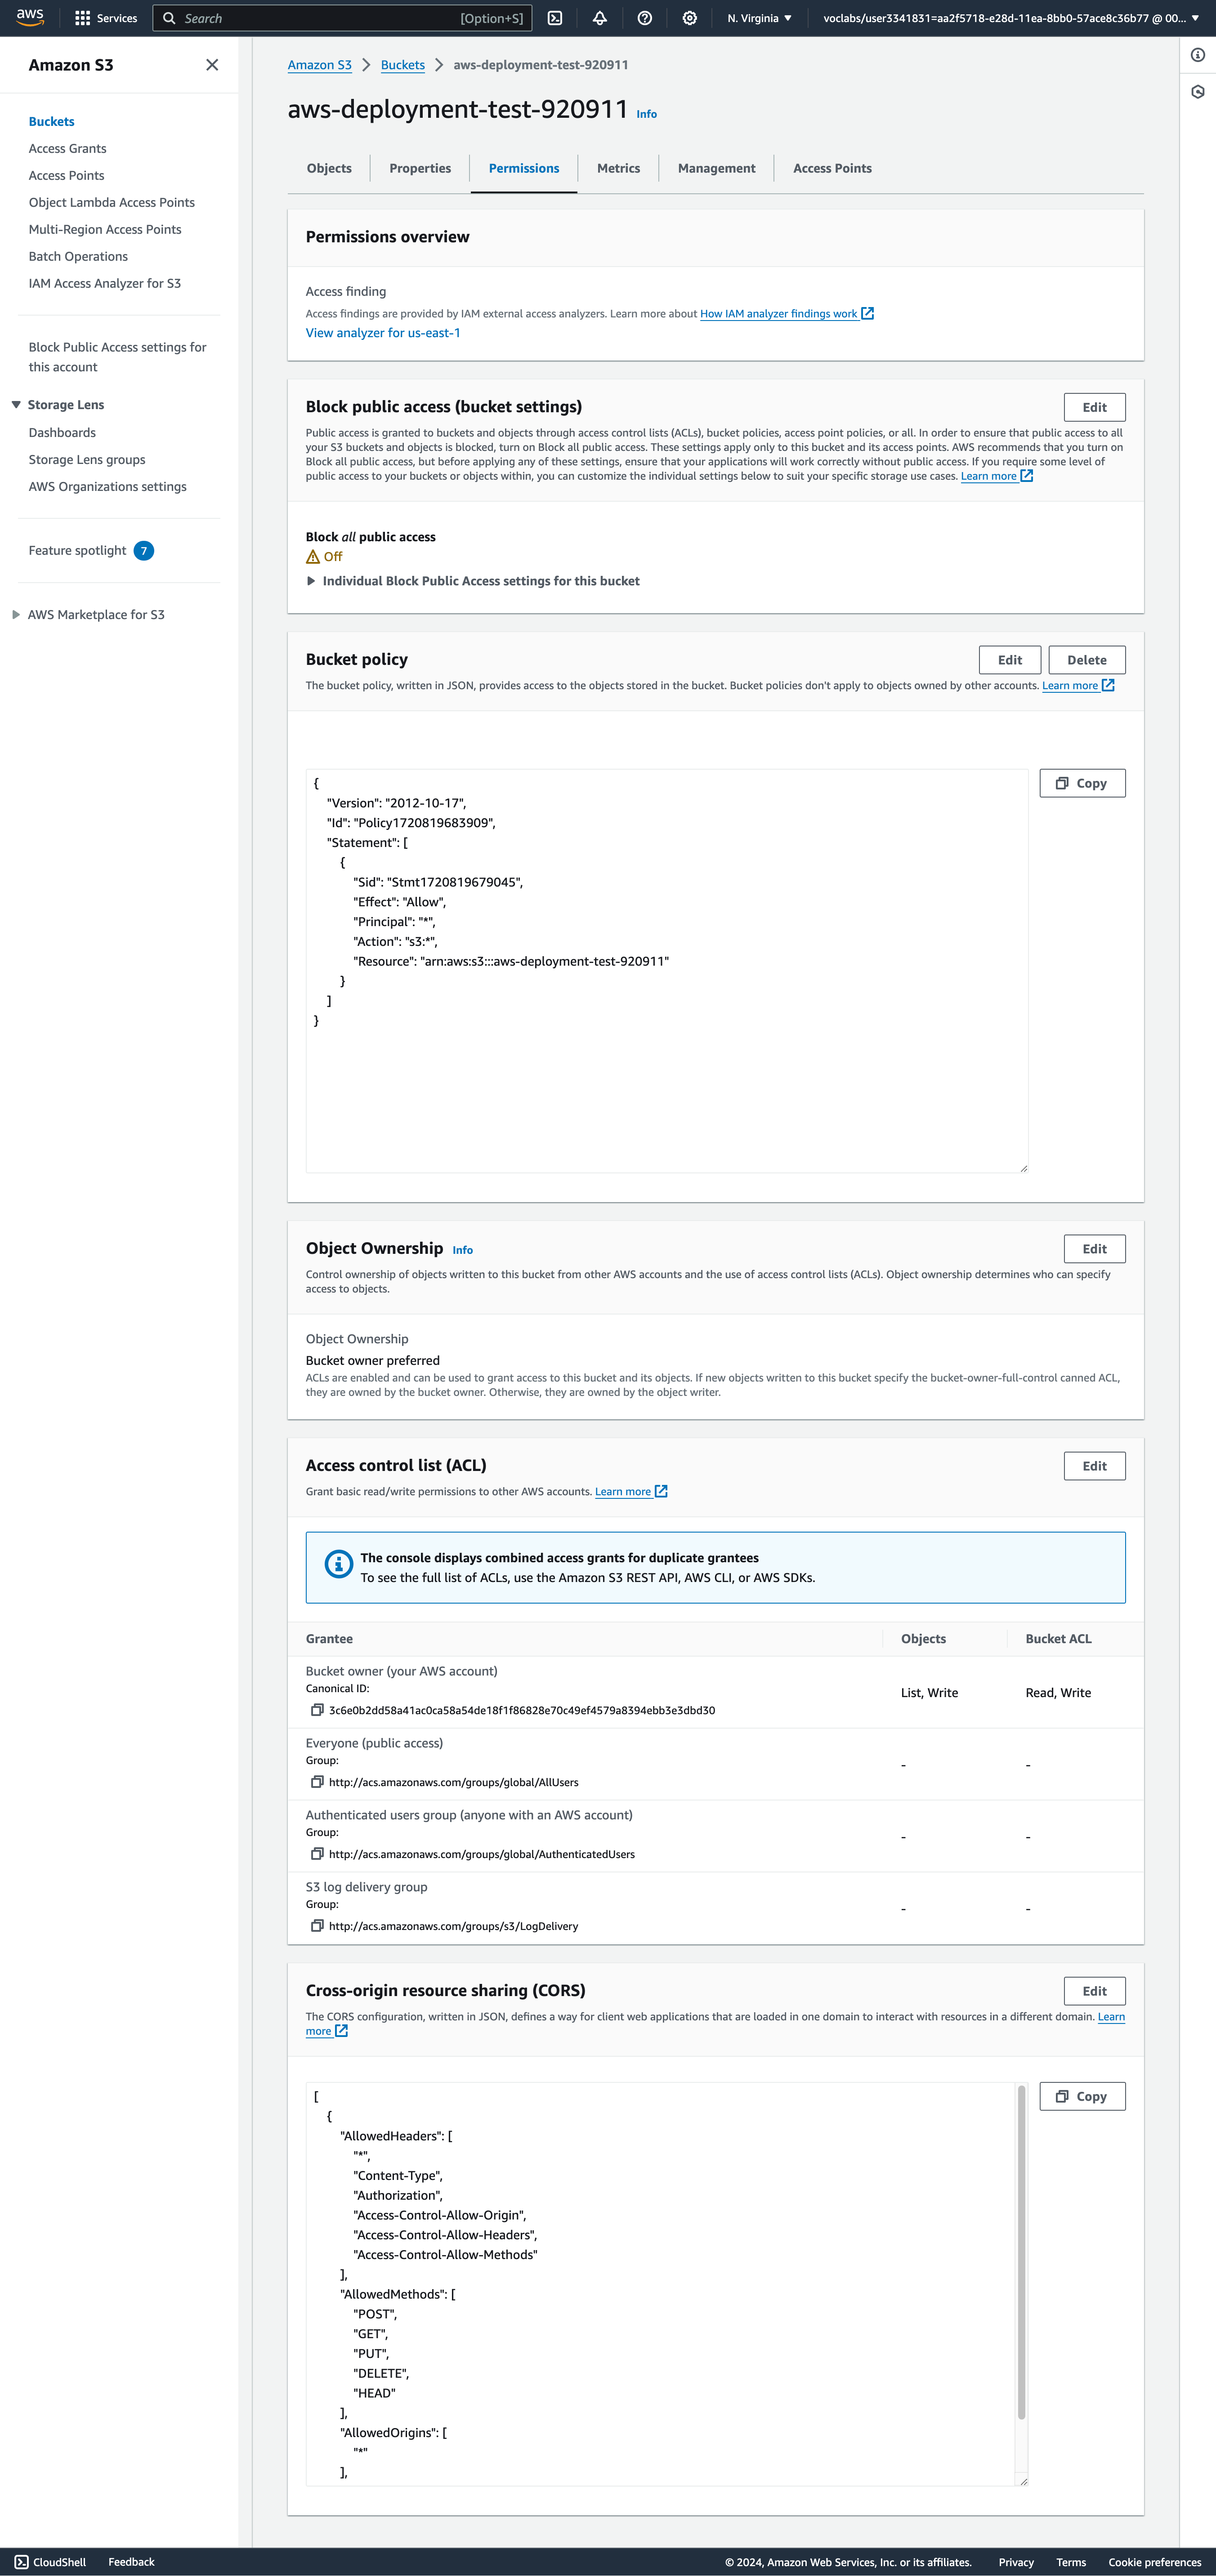 aws
Services
Search
[Option+S]
N. Virginia
voclabs/user3341831=aa2f5718-e28d-11ea-8bb0-57ace8c36b77 @ 00...
Amazon S3
Buckets
Access Grants
Access Points
Object Lambda Access Points
Multi-Region Access Points
Batch Operations
IAM Access Analyzer for S3
Block Public Access settings for
this account
Storage Lens
Dashboards
Storage Lens groups
AWS Organizations settings
Feature spotlight 7
AWS Marketplace for S3
Amazon S3 > Buckets > aws-deployment-test-920911
aws-deployment-test-920911 Info
Objects
Properties
Permissions
Metrics
Management
Access Points
Permissions overview
Access finding
Access findings are provided by IAM external access analyzers. Learn more about How IAM analyzer findings work
View analyzer for us-east-1
Block public access (bucket settings)
Edit
Public access is granted to buckets and objects through access control lists (ACLs), bucket policies, access point policies, or all. In order to ensure that public access to all
your S3 buckets and objects is blocked, turn on Block all public access. These settings apply only to this bucket and its access points. AWS recommends that you turn on
Block all public access, but before applying any of these settings, ensure that your applications will work correctly without public access. If you require some level of
public access to your buckets or objects within, you can customize the individual settings below to suit your specific storage use cases. Learn more
Block all public access
Off
Individual Block Public Access settings for this bucket
Bucket policy
Edit
Delete
The bucket policy, written in JSON, provides access to the objects stored in the bucket. Bucket policies don't apply to objects owned by other accounts. Learn more
Copy
{
"Version": "2012-10-17",
"Id": "Policy1720819683909",
"Statement": [
{
"Sid": "Stmt1720819679045",
"Effect": "Allow",
"Principal": "*",
"Action": "s3:*",
"Resource": "arn:aws:s3:::aws-deployment-test-920911"
}
]
}
Object Ownership Info
Edit
Control ownership of objects written to this bucket from other AWS accounts and the use of access control lists (ACLs). Object ownership determines who can specify
access to objects.
Object Ownership
Bucket owner preferred
ACLs are enabled and can be used to grant access to this bucket and its objects. If new objects written to this bucket specify the bucket-owner-full-control canned ACL,
they are owned by the bucket owner. Otherwise, they are owned by the object writer.
Access control list (ACL)
Edit
Grant basic read/write permissions to other AWS accounts. Learn more
The console displays combined access grants for duplicate grantees
To see the full list of ACLs, use the Amazon S3 REST API, AWS CLI, or AWS SDKs.
Grantee
Objects
Bucket ACL
Bucket owner (your AWS account)
Canonical ID:
3c6e0b2dd58a41ac0ca58a54de18f1f86828e70c49ef4579a8394ebb3e3dbd30
List, Write
Read, Write
Everyone (public access)
Group:
http://acs.amazonaws.com/groups/global/AllUsers
-
-
Authenticated users group (anyone with an AWS account)
Group:
http://acs.amazonaws.com/groups/global/AuthenticatedUsers
-
-
S3 log delivery group
Group:
http://acs.amazonaws.com/groups/s3/LogDelivery
-
-
Cross-origin resource sharing (CORS)
Edit
The CORS configuration, written in JSON, defines a way for client web applications that are loaded in one domain to interact with resources in a different domain. Learn
more
Copy
[
{
"AllowedHeaders": [
"*",
"Content-Type",
"Authorization",
"Access-Control-Allow-Origin",
"Access-Control-Allow-Headers",
"Access-Control-Allow-Methods"
],
"AllowedMethods": [
"POST",
"GET",
"PUT",
"DELETE",
"HEAD"
],
"AllowedOrigins": [
"*"
],
CloudShell
Feedback
© 2024, Amazon Web Services, Inc. or its affiliates.
Privacy
Terms
Cookie preferences